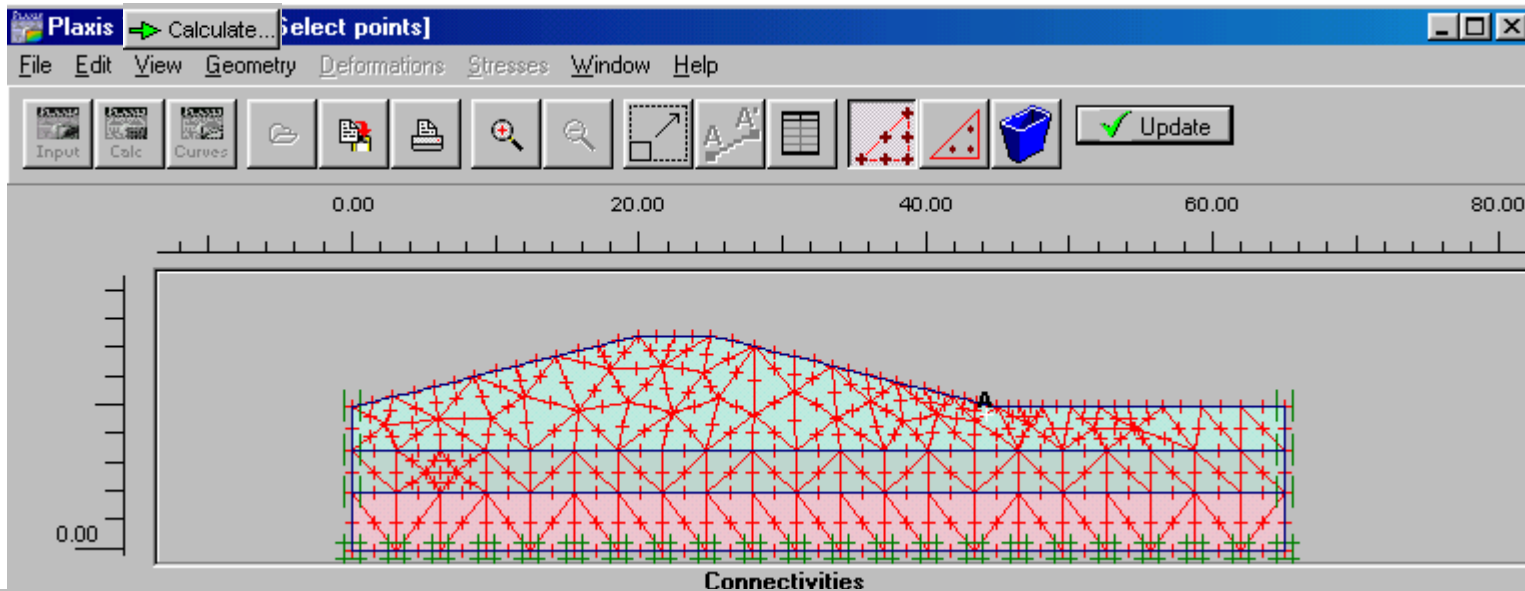 Plaxis Calculate... Select points]
File Edit View Geometry Deformations Stresses Window Help
Input Calc Curves A A' Update
0.00 20.00 40.00 60.00 80.00
A
0.00
Connectivities